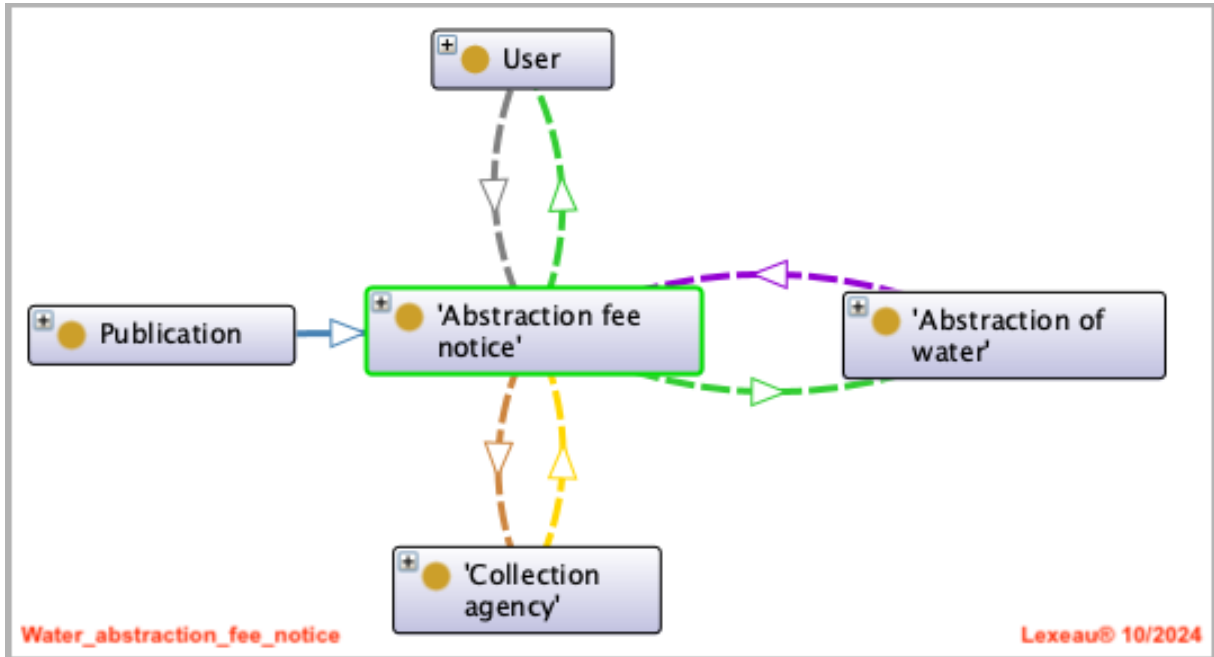 User
Publication
'Abstraction fee
notice'
'Abstraction of
water'
'Collection
agency'
Water_abstraction_fee_notice
Lexeau® 10/2024